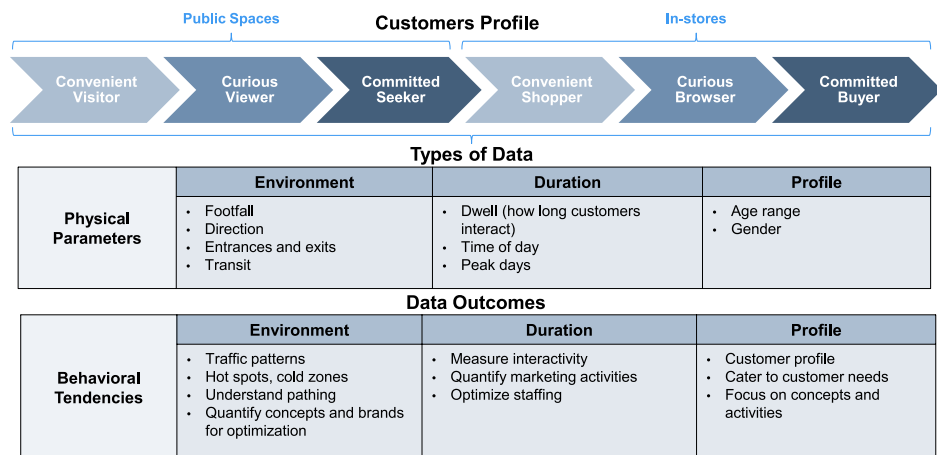 Public Spaces
Customers Profile
In-stores
Convenient
Visitor
Curious
Viewer
Committed
Seeker
Convenient
Shopper
Curious
Browser
Committed
Buyer
Types of Data
Environment
Duration
Profile
Physical
Parameters
• Footfall
• Direction
• Entrances and exits
• Transit
• Dwell (how long customers
interact)
• Time of day
• Peak days
• Age range
• Gender
Data Outcomes
Environment
Duration
Profile
Behavioral
Tendencies
• Traffic patterns
• Hot spots, cold zones
• Understand pathing
• Quantify concepts and brands
for optimization
• Measure interactivity
• Quantify marketing activities
• Optimize staffing
• Customer profile
• Cater to customer needs
• Focus on concepts and
activities